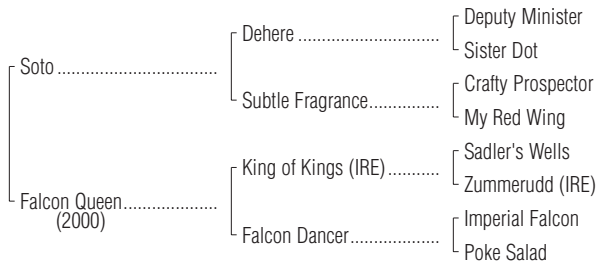 Deputy Minister
Dehere ........................
Sister Dot
Soto ...........................
Crafty Prospector
Subtle Fragrance............
My Red Wing
Sadler's Wells
King of Kings (IRE) .........
Zummerudd (IRE)
Falcon Queen................
(2000)
Imperial Falcon
Falcon Dancer...............
Poke Salad